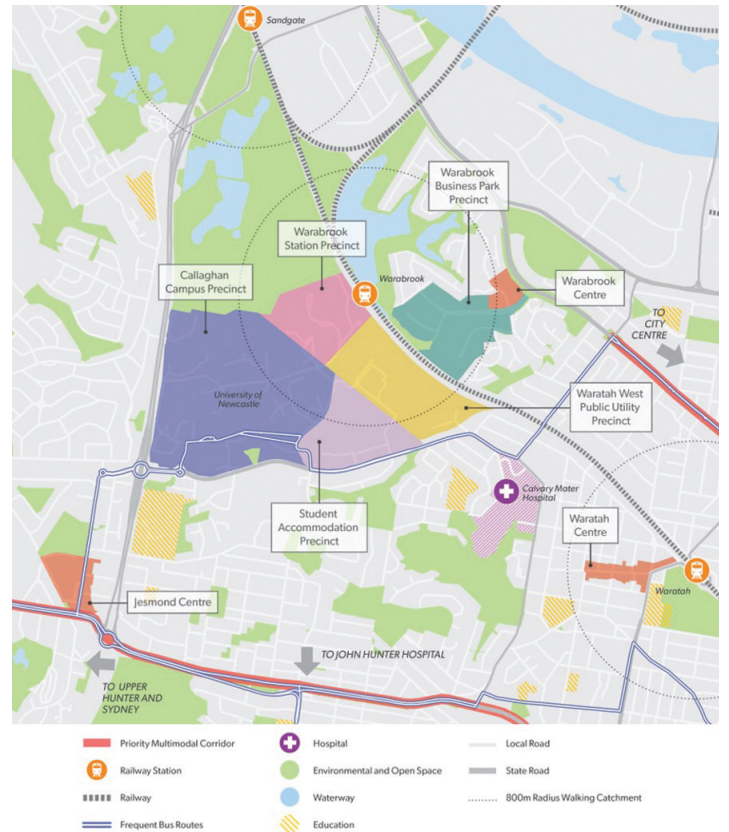 Sandgate
Warabrook
Business Park
Precinct
Warabrook
Station Precinct
Callaghan
Campus Precinct
Warabrook
Warabrook
Centre
TO
CITY
CENTRE
University of
Newcastle
Waratah West
Public Utility
Precinct
Calvary Mater
Hospital
Student
Accommodation
Precinct
Waratah
Centre
Waratah
Jesmond Centre
TO JOHN HUNTER HOSPITAL
TO UPPER
HUNTER AND
SYDNEY
Priority Multimodal Corridor
Hospital
Local Road
Railway Station
Environmental and Open Space
State Road
Railway
Waterway
800m Radius Walking Catchment
Frequent Bus Routes
Education